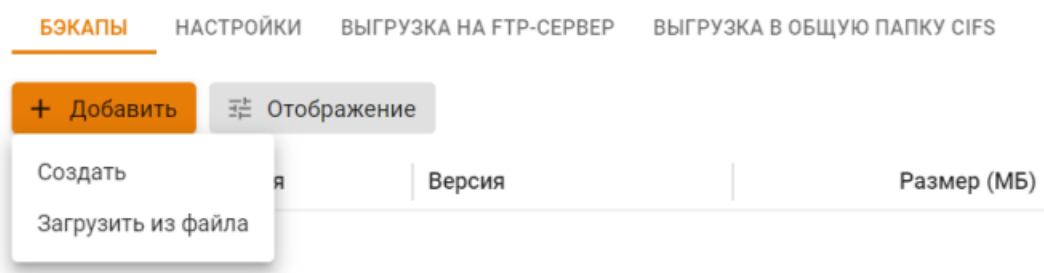 БЭКАПЫ НАСТРОЙКИ ВЫГРУЗКА НА FTP-СЕРВЕР ВЫГРУЗКА В ОБЩУЮ ПАПКУ CIFS
+ Добавить Отображение
Создать
я Версия Размер (МБ)
Загрузить из файла